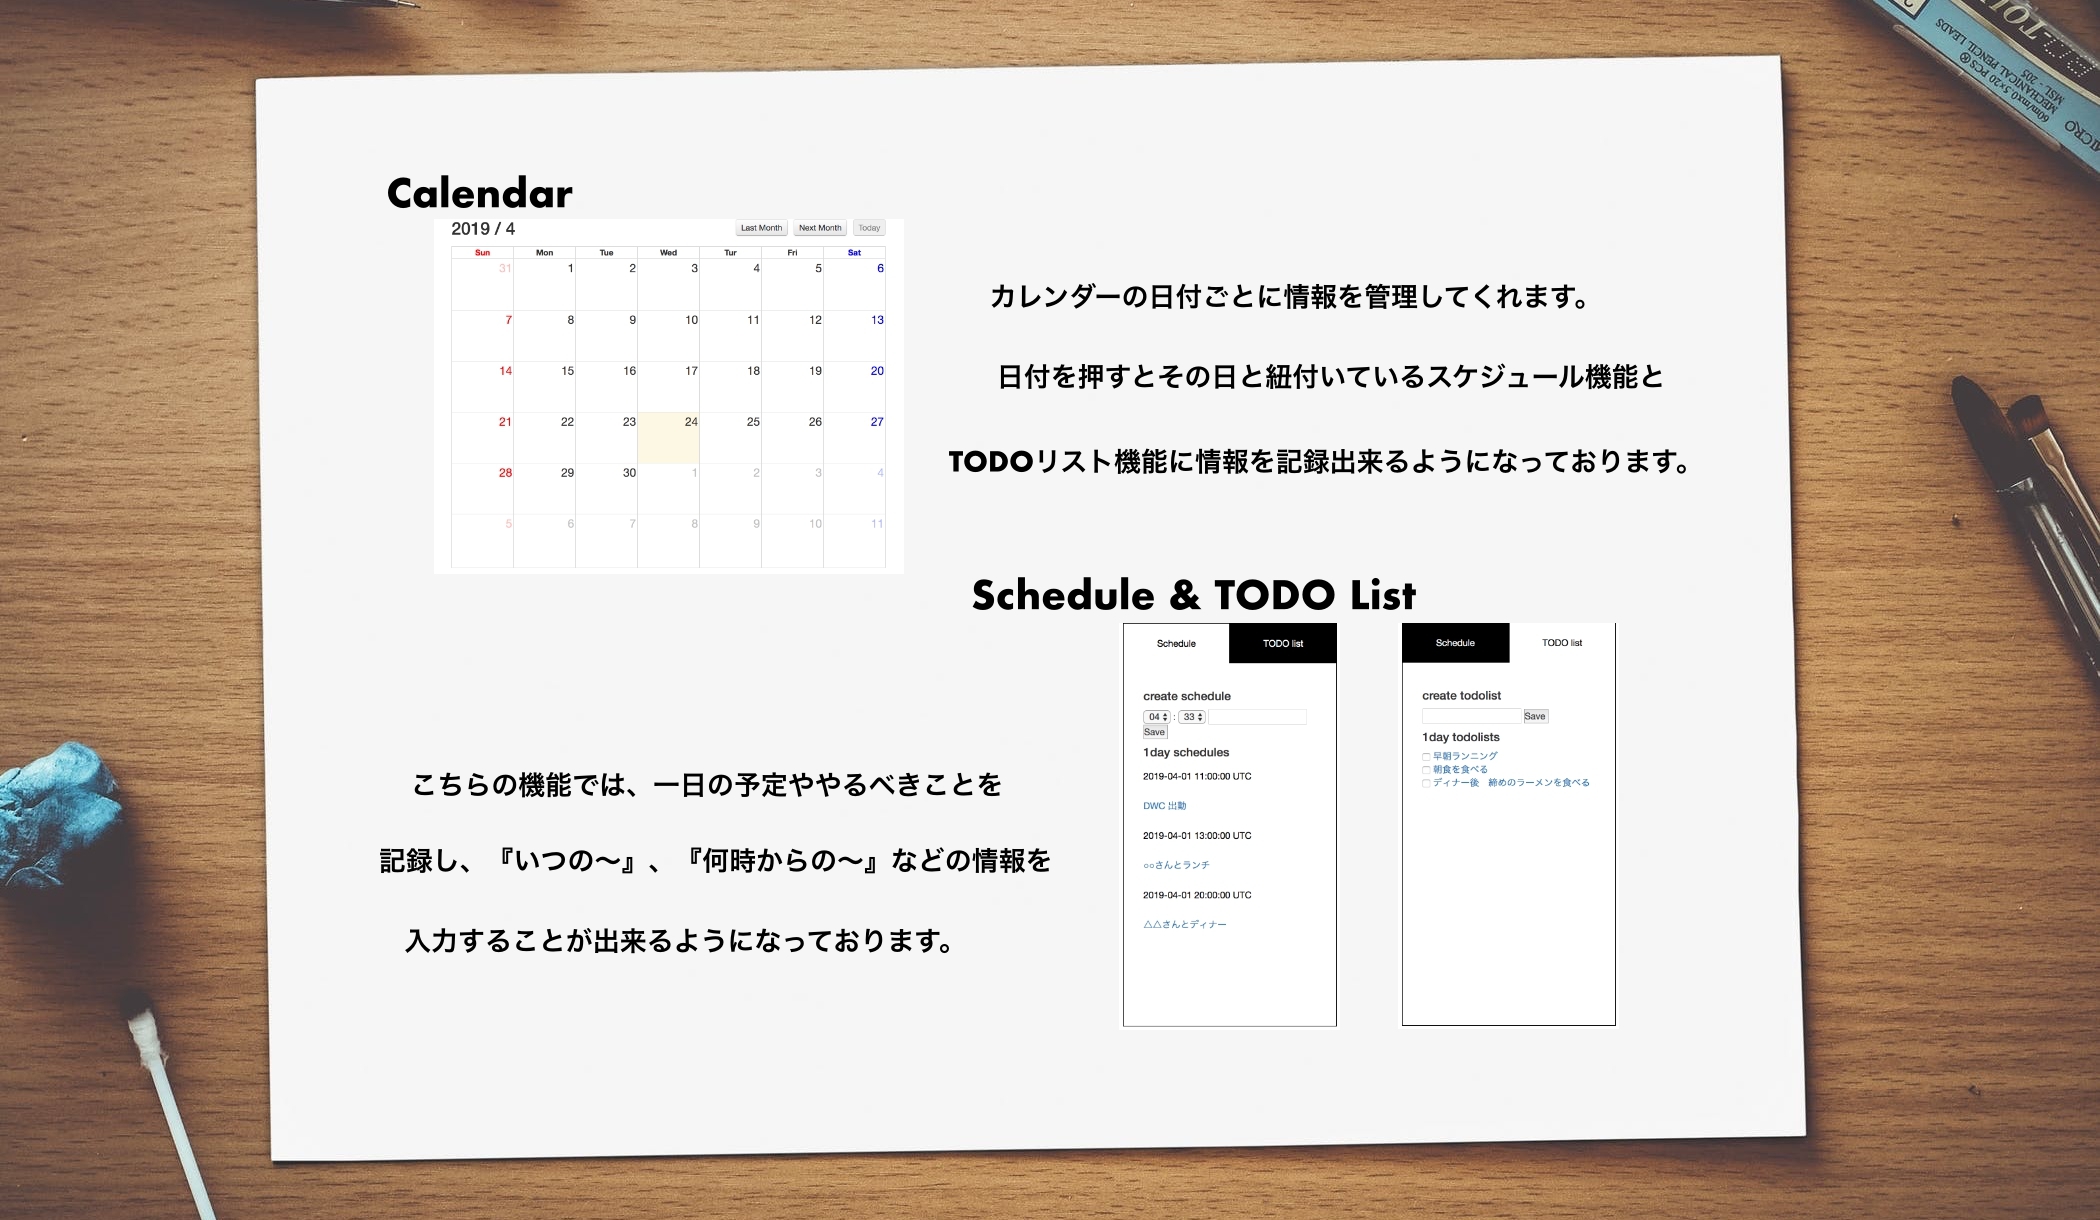 Calendar
2019 / 4
Last Month Next Month Today
Sun Mon Tue Wed Tur Fri Sat
31 1 2 3 4 5 6
7 8 9 10 11 12 13
14 15 16 17 18 19 20
21 22 23 24 25 26 27
28 29 30 1 2 3 4
5 6 7 8 9 10 11
カレンダーの日付ごとに情報を管理してくれます。
日付を押すとその日と紐付いているスケジュール機能と
TODOリスト機能に情報を記録出来るようになっております。
Schedule & TODO List
こちらの機能では、一日の予定ややるべきことを
記録し、『いつの〜』、『何時からの〜』などの情報を
入力することが出来るようになっております。
Schedule TODO list
create schedule
04 : 33
Save
1day schedules
2019-04-01 11:00:00 UTC
DWC 出勤
2019-04-01 13:00:00 UTC
○○さんとランチ
2019-04-01 20:00:00 UTC
△△さんとディナー
Schedule TODO list
create todolist
Save
1day todolists
早朝ランニング
朝食を食べる
ディナー後　締めのラーメンを食べる
60m/mx0.5x20 PCS
MECHANICAL PENCIL LEADS
MSL - 205